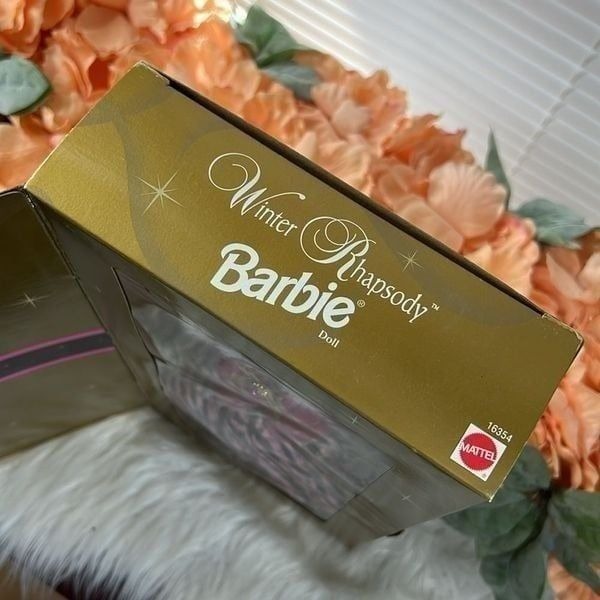 Winter Rhapsody™
Barbie®
Doll
16354
MATTEL